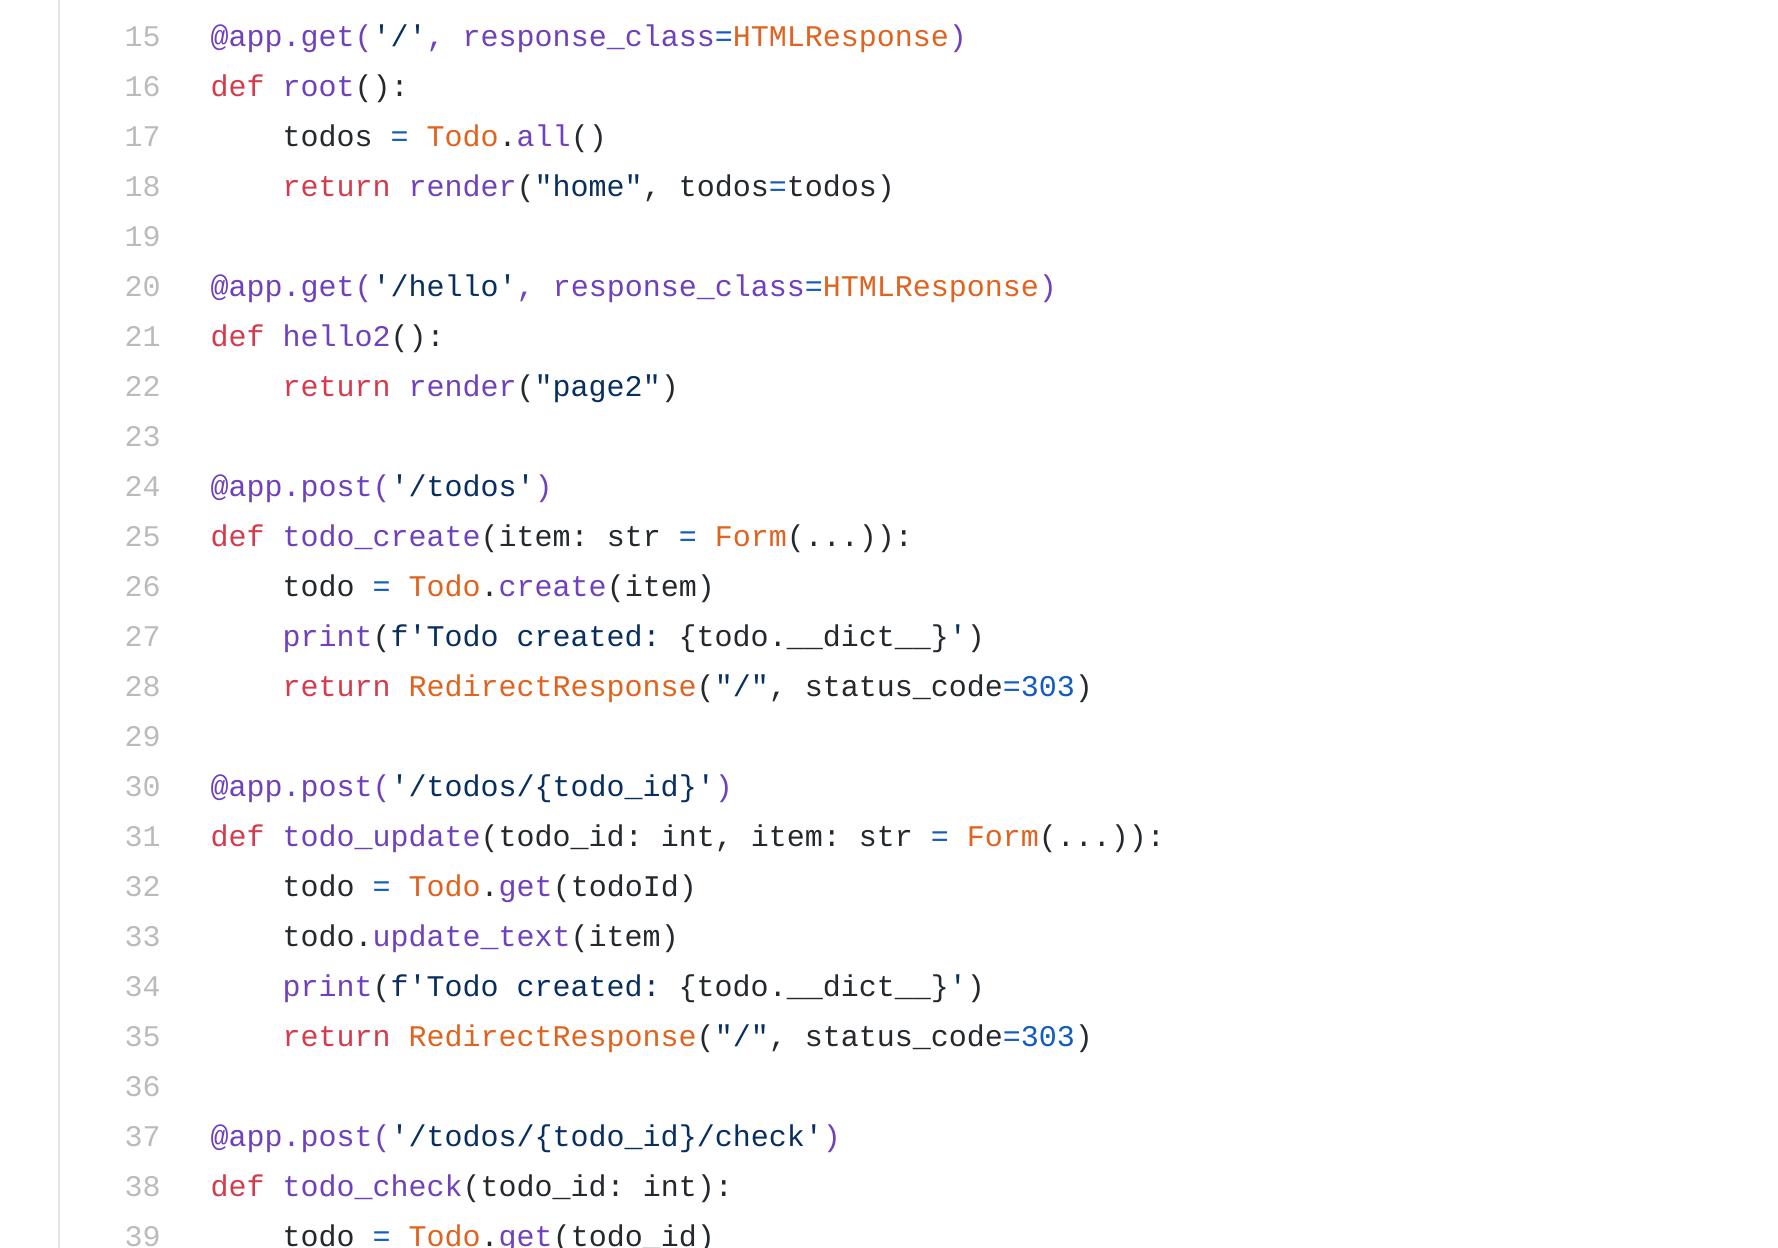 15 @app.get('/', response_class=HTMLResponse)
16 def root():
17     todos = Todo.all()
18     return render("home", todos=todos)
19
20 @app.get('/hello', response_class=HTMLResponse)
21 def hello2():
22     return render("page2")
23
24 @app.post('/todos')
25 def todo_create(item: str = Form(...)):
26     todo = Todo.create(item)
27     print(f'Todo created: {todo.__dict__}')
28     return RedirectResponse("/", status_code=303)
29
30 @app.post('/todos/{todo_id}')
31 def todo_update(todo_id: int, item: str = Form(...)):
32     todo = Todo.get(todoId)
33     todo.update_text(item)
34     print(f'Todo created: {todo.__dict__}')
35     return RedirectResponse("/", status_code=303)
36
37 @app.post('/todos/{todo_id}/check')
38 def todo_check(todo_id: int):
39     todo = Todo.get(todo_id)